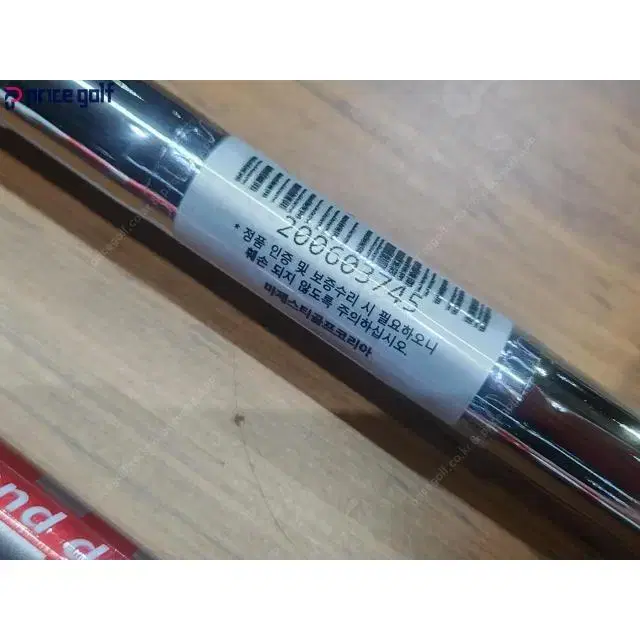 price golf
200603745
* 정품 인증 및 보증수리 시 필요하오니
훼손 되지 않도록 주의하십시오.
마제스티골프코리아
nd d